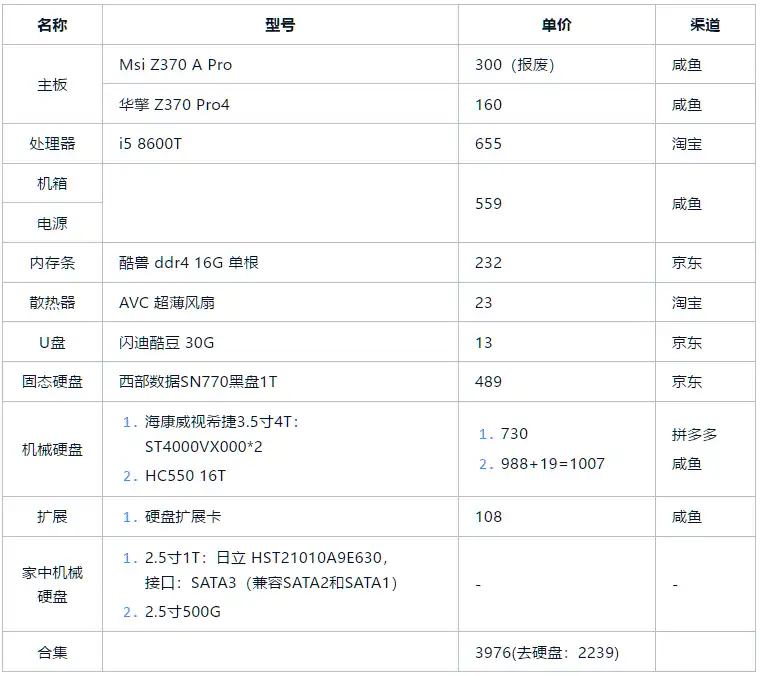 名称 型号 单价 渠道
主板 Msi Z370 A Pro 300（报废） 咸鱼
华擎 Z370 Pro4 160 咸鱼
处理器 i5 8600T 655 淘宝
机箱 559 咸鱼
电源
内存条 酷兽 ddr4 16G 单根 232 京东
散热器 AVC 超薄风扇 23 淘宝
U盘 闪迪酷豆 30G 13 京东
固态硬盘 西部数据SN770黑盘1T 489 京东
机械硬盘 1. 海康威视希捷3.5寸4T： 1. 730 拼多多
ST4000VX000*2
2. HC550 16T 2. 988+19=1007 咸鱼
扩展 1. 硬盘扩展卡 108 咸鱼
家中机械 1. 2.5寸1T：日立 HST21010A9E630， - -
硬盘 接口：SATA3（兼容SATA2和SATA1）
2. 2.5寸500G
合集 3976(去硬盘：2239)